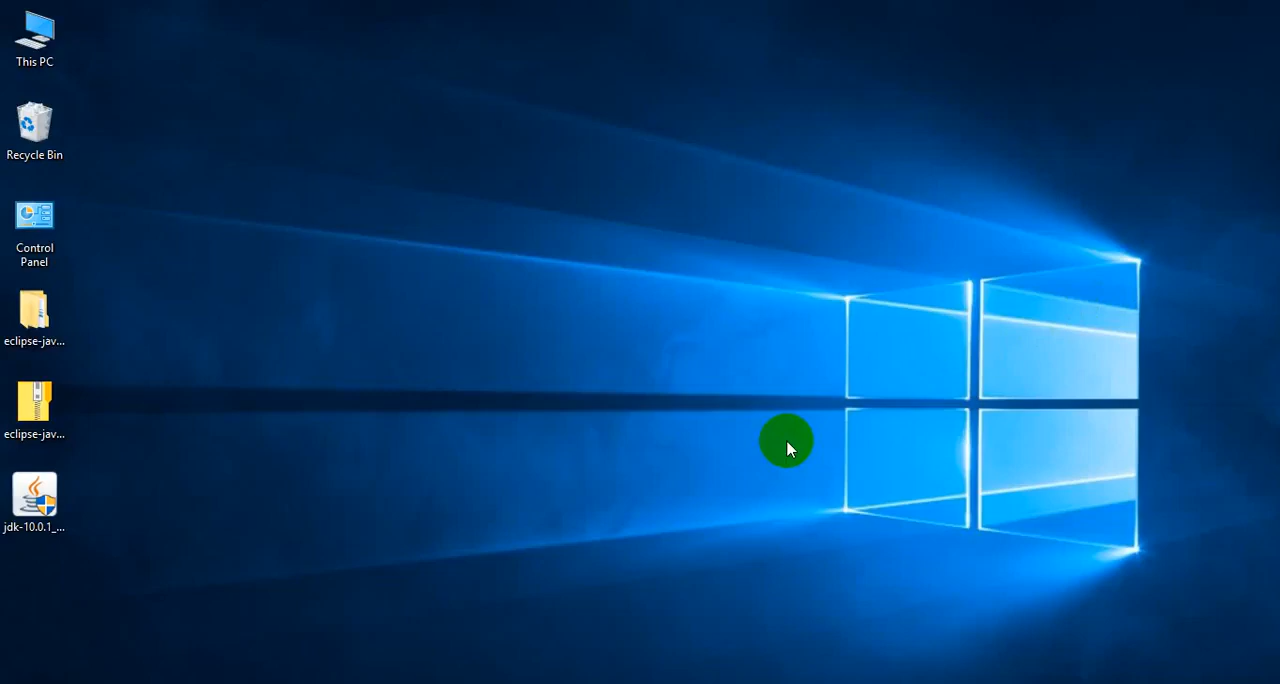 This PC
Recycle Bin
Control
Panel
eclipse-jav...
eclipse-jav...
jdk-10.0.1_...